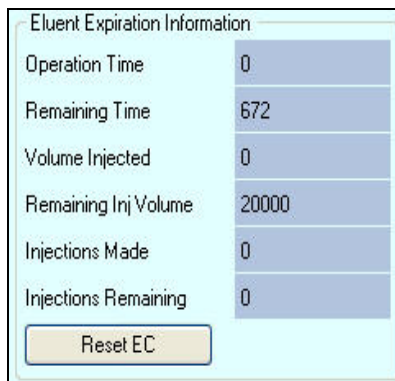 Eluent Expiration Information
Operation Time 0
Remaining Time 672
Volume Injected 0
Remaining Inj Volume 20000
Injections Made 0
Injections Remaining 0
Reset EC